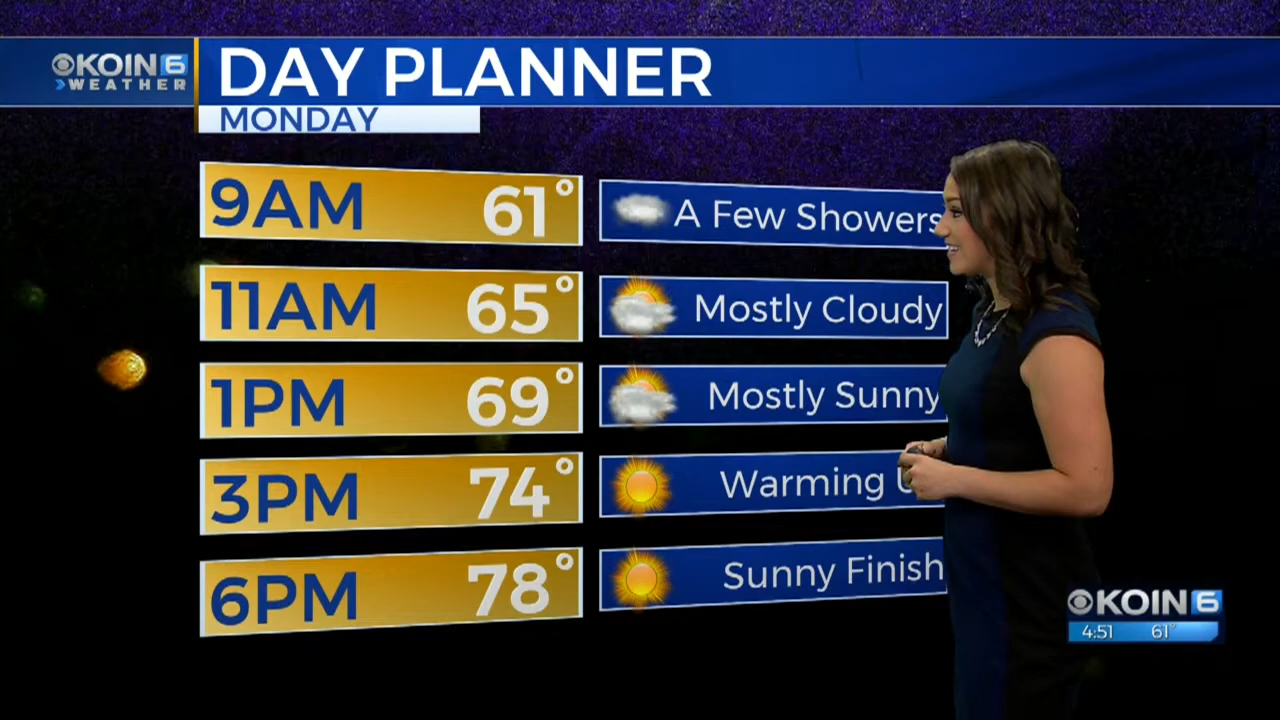 KOIN 6
WEATHER
DAY PLANNER
MONDAY
9AM 61° A Few Showers
11AM 65° Mostly Cloudy
1PM 69° Mostly Sunny
3PM 74° Warming
6PM 78° Sunny Finish
KOIN 6
4:51 61°